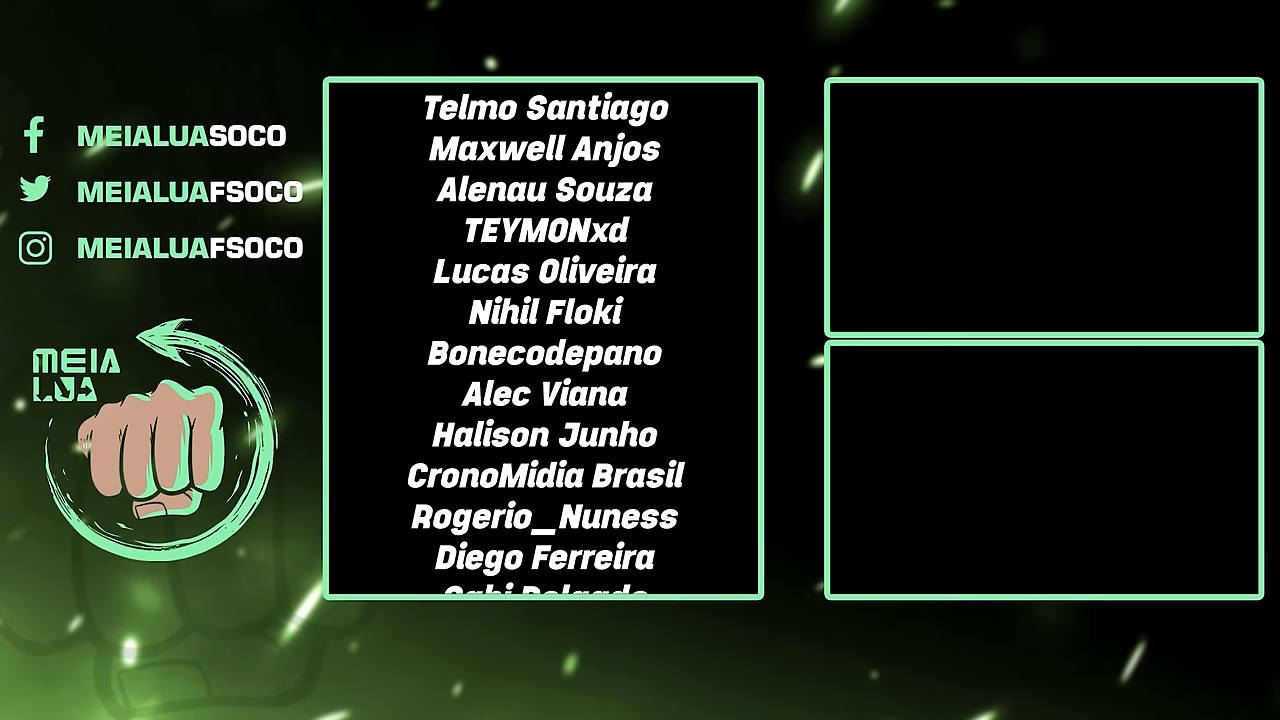 MEIALUASOCO
MEIALUAFSOCO
MEIALUAFSOCO
MEIA
LUA
Telmo Santiago
Maxwell Anjos
Alenau Souza
TEYMONxd
Lucas Oliveira
Nihil Floki
Bonecodepano
Alec Viana
Halison Junho
CronoMidia Brasil
Rogerio_Nuness
Diego Ferreira